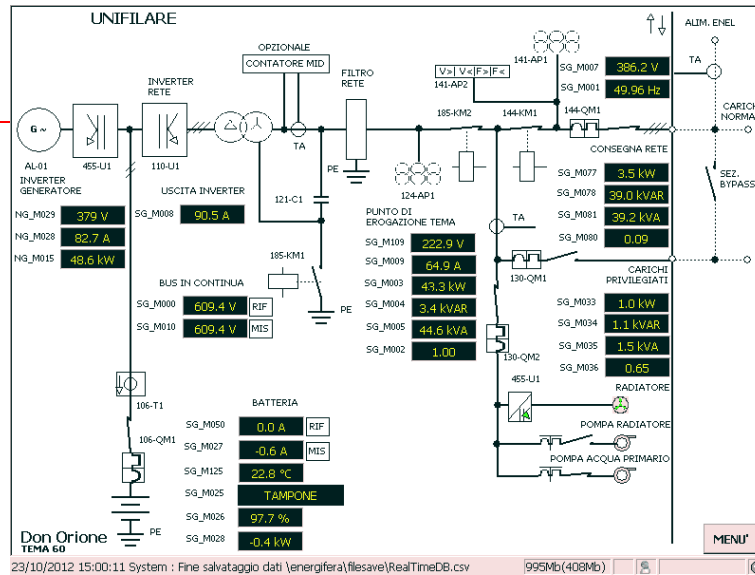 UNIFILARE
ALIM. ENEL
OPZIONALE
CONTATORE MID
141-AP1
SG_M007 386.2 V
TA
INVERTER
RETE
FILTRO
RETE
V> V< F> F<
141-AP2
SG_M001 49.96 Hz
185-KM2
144-KM1
144-QM1
CARICHI
NORMA
G ~
TA
AL-01
455-U1
110-U1
PE
CONSEGNA RETE
INVERTER
GENERATORE
USCITA INVERTER
121-C1
124-AP1
SG_M077 3.5 kW
SEZ.
BYPASS
NG_M029 379 V
SG_M008 90.5 A
PUNTO DI
EROGAZIONE TEMA
TA
SG_M078 39.0 kVAR
NG_M028 82.7 A
SG_M081 39.2 kVA
NG_M015 48.6 kW
SG_M109 222.9 V
SG_M080 0.09
185-KM1
SG_M009 64.9 A
130-QM1
BUS IN CONTINUA
SG_M003 43.3 kW
CARICHI
PRIVILEGIATI
SG_M000 609.4 V RIF
PE
SG_M004 3.4 kVAR
SG_M033 1.0 kW
SG_M010 609.4 V MIS
SG_M005 44.6 kVA
SG_M034 1.1 kVAR
SG_M002 1.00
SG_M035 1.5 kVA
130-QM2
SG_M036 0.65
455-U1
RADIATORE
106-T1
BATTERIA
SG_M050 0.0 A RIF
POMPA RADIATORE
106-QM1
SG_M027 -0.6 A MIS
POMPA ACQUA PRIMARIO
SG_M125 22.8 °C
SG_M025 TAMPONE
SG_M026 97.7 %
PE
SG_M028 -0.4 kW
Don Orione
TEMA 60
MENU'
23/10/2012 15:00:11 System : Fine salvataggio dati \energifera\filesave\RealTimeDB.csv 995Mb(408Mb)